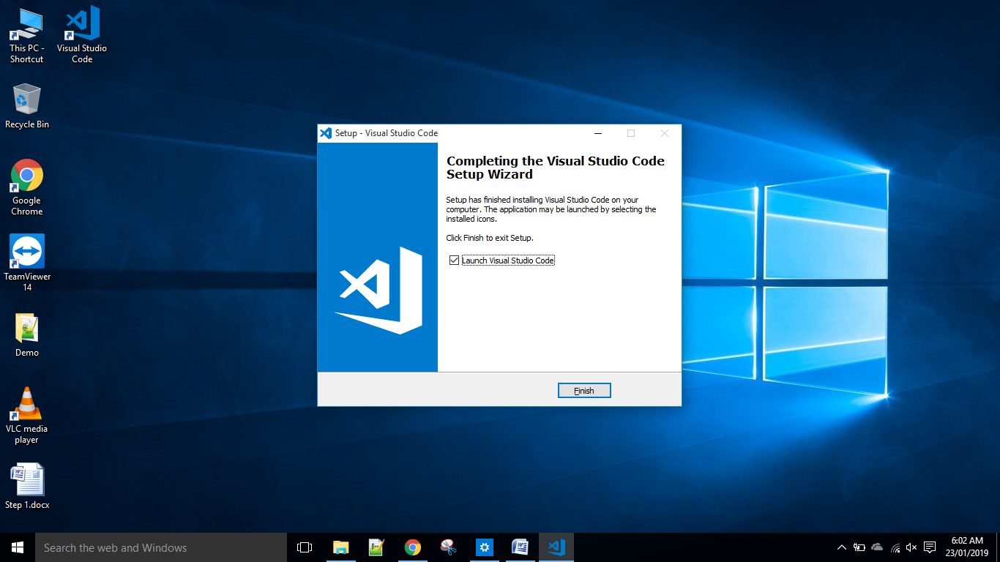 This PC -
Shortcut
Visual Studio
Code
Recycle Bin
Google
Chrome
TeamViewer
14
Demo
VLC media
player
Step 1.docx
Setup - Visual Studio Code
Completing the Visual Studio Code
Setup Wizard
Setup has finished installing Visual Studio Code on your
computer. The application may be launched by selecting the
installed icons.
Click Finish to exit Setup.
Launch Visual Studio Code
Finish
Search the web and Windows
6:02 AM
23/01/2019